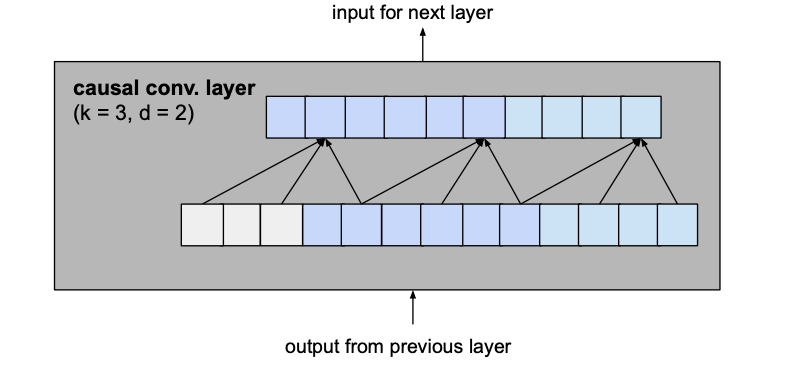 input for next layer
causal conv. layer
(k = 3, d = 2)
output from previous layer